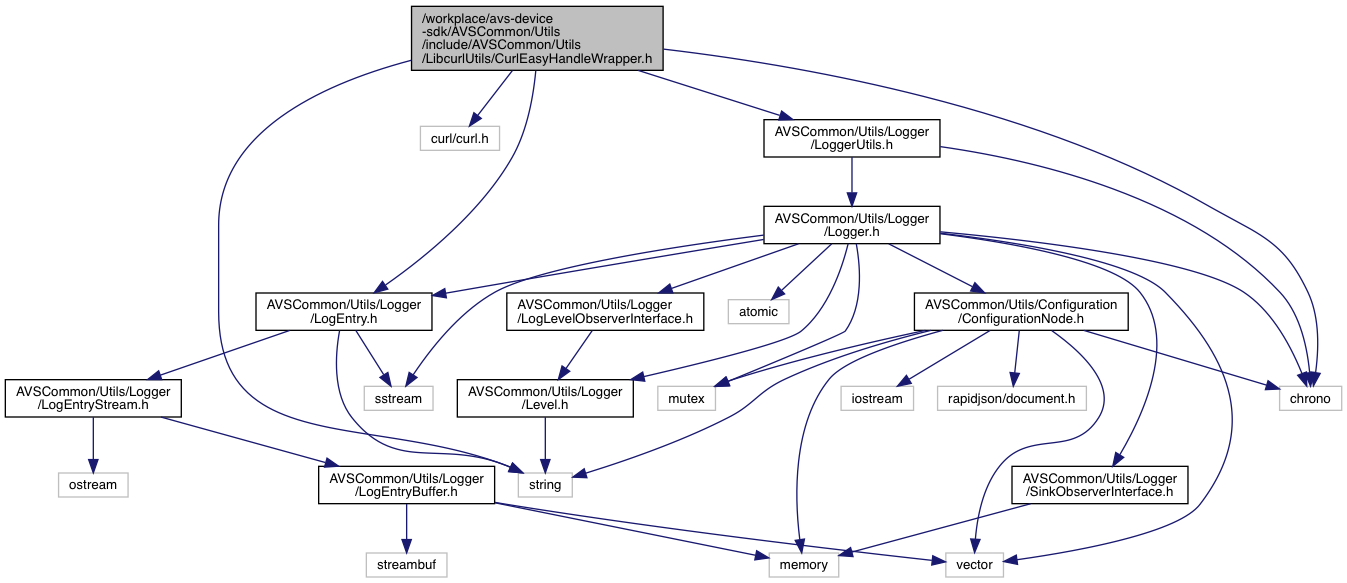 /workplace/avs-device
-sdk/AVSCommon/Utils
/include/AVSCommon/Utils
/LibcurlUtils/CurlEasyHandleWrapper.h
curl/curl.h
AVSCommon/Utils/Logger
/LoggerUtils.h
AVSCommon/Utils/Logger
/Logger.h
AVSCommon/Utils/Logger
/LogEntry.h
AVSCommon/Utils/Logger
/LogLevelObserverInterface.h
atomic
AVSCommon/Utils/Configuration
/ConfigurationNode.h
AVSCommon/Utils/Logger
/LogEntryStream.h
sstream
AVSCommon/Utils/Logger
/Level.h
mutex
iostream
rapidjson/document.h
chrono
ostream
AVSCommon/Utils/Logger
/LogEntryBuffer.h
string
AVSCommon/Utils/Logger
/SinkObserverInterface.h
streambuf
memory
vector